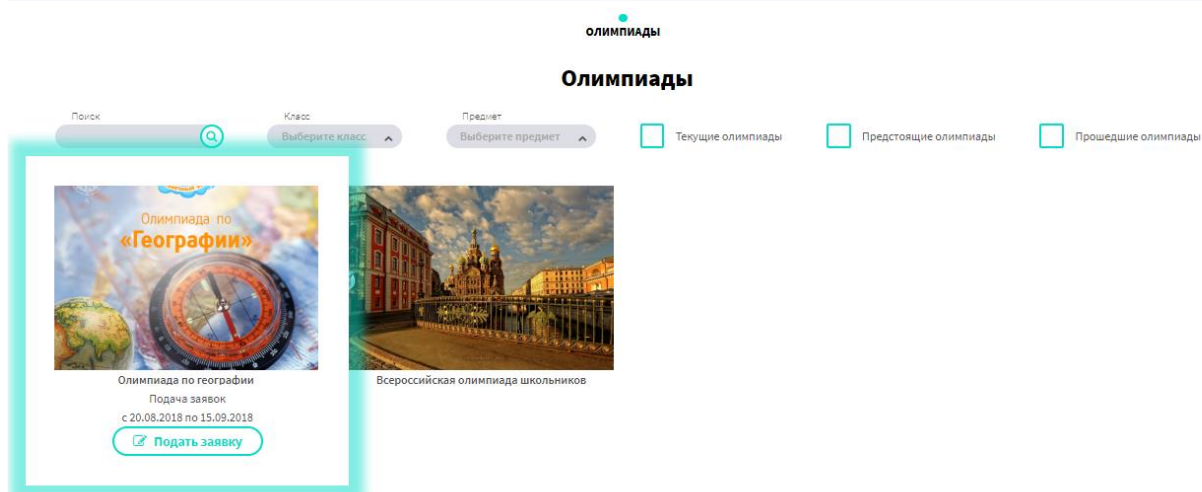 ОЛИМПИАДЫ
Олимпиады
Поиск
Класс
Предмет
Выберите класс
Выберите предмет
Текущие олимпиады
Предстоящие олимпиады
Прошедшие олимпиады
Олимпиада по
«Географии»
Олимпиада по географии
Подача заявок
с 20.08.2018 по 15.09.2018
Подать заявку
Всероссийская олимпиада школьников